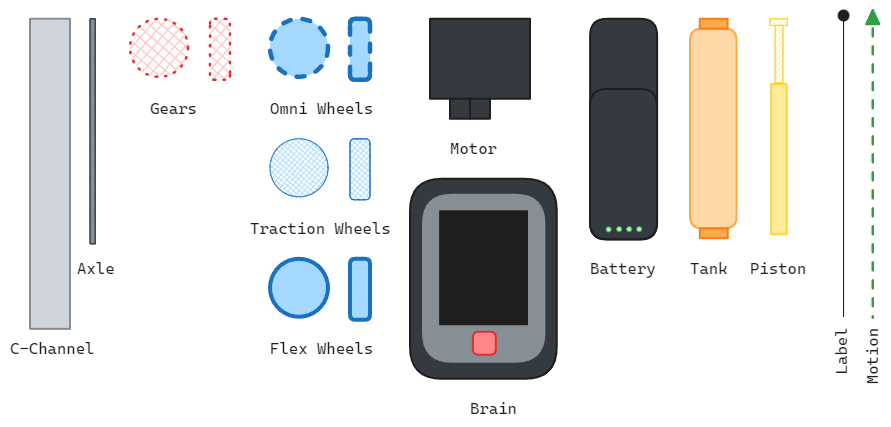 Gears
Omni Wheels
Motor
Traction Wheels
Axle
Battery
Tank
Piston
C-Channel
Flex Wheels
Brain
Label
Motion